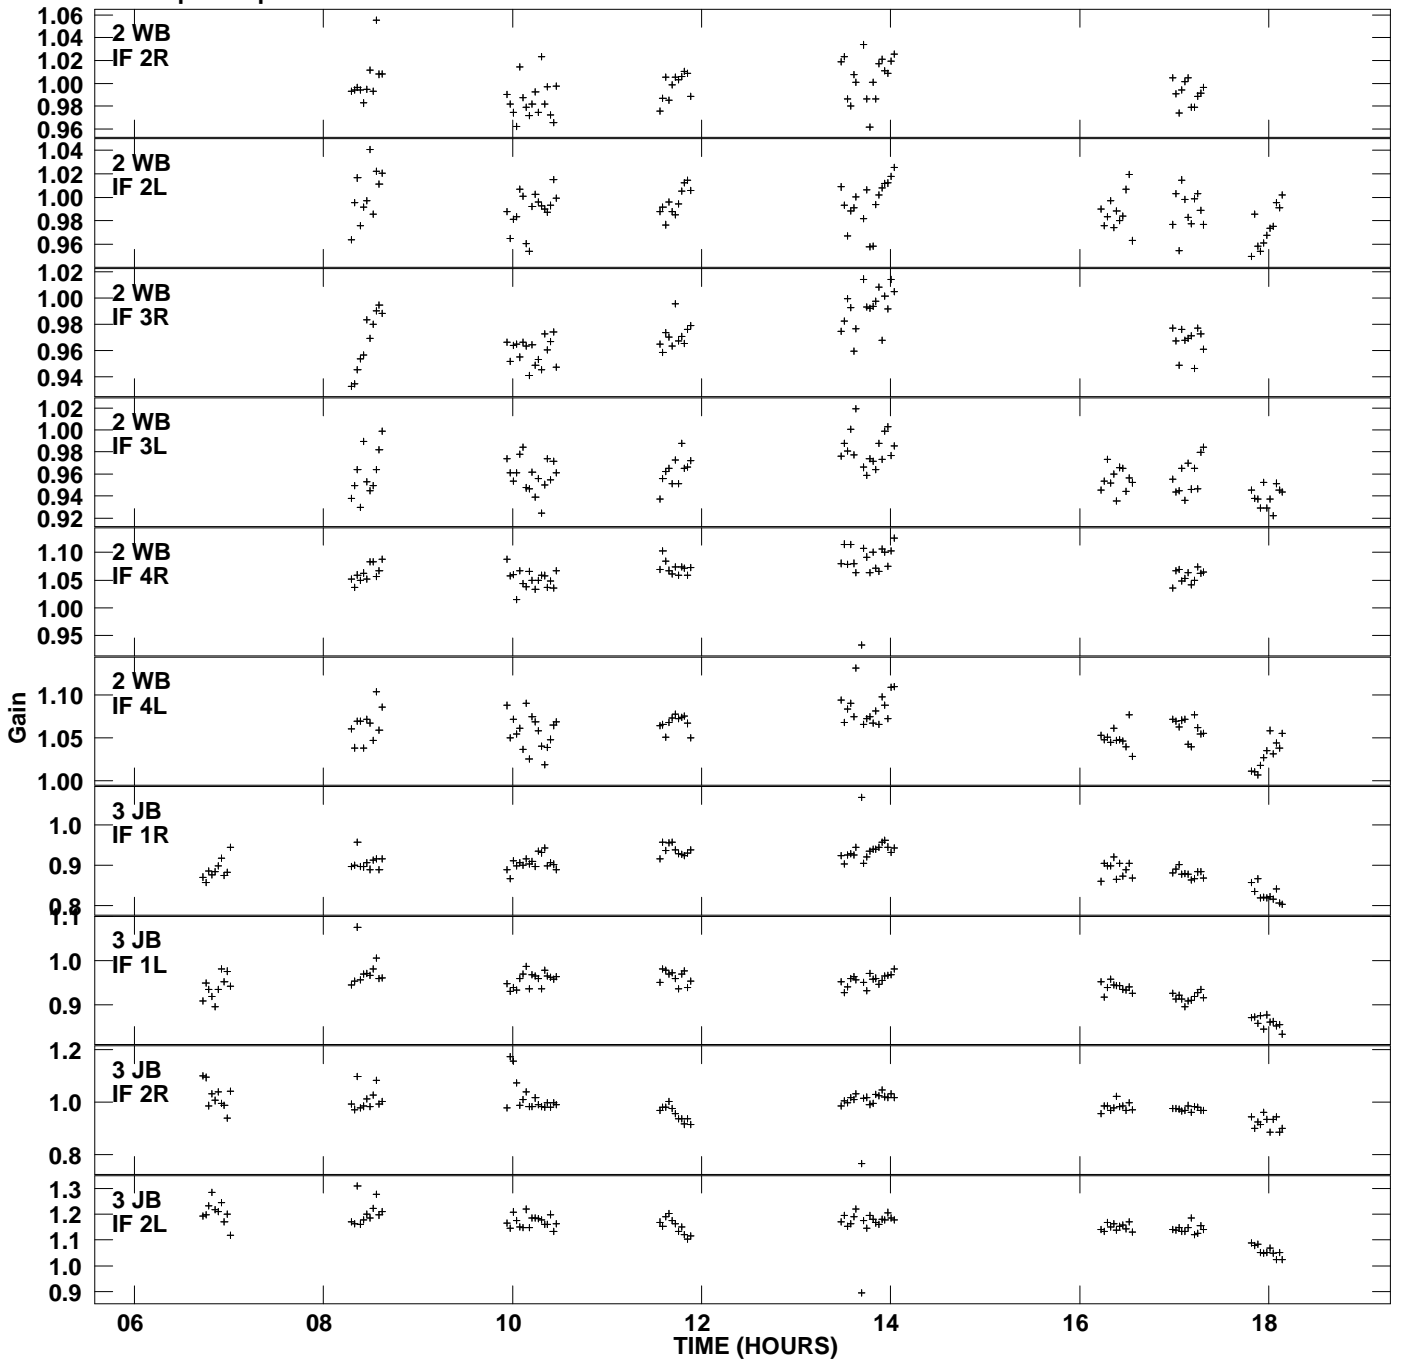 1.06
1.04
1.02
1.00
0.98
0.96
2 WB
IF 2R
1.04
1.02
1.00
0.98
0.96
2 WB
IF 2L
1.02
1.00
0.98
0.96
0.94
2 WB
IF 3R
1.02
1.00
0.98
0.96
0.94
0.92
2 WB
IF 3L
1.10
1.05
1.00
0.95
2 WB
IF 4R
1.10
1.05
1.00
2 WB
IF 4L
Gain
1.0
0.9
0.8
3 JB
IF 1R
1.1
1.0
0.9
3 JB
IF 1L
1.2
1.0
0.8
3 JB
IF 2R
1.3
1.2
1.1
1.0
0.9
3 JB
IF 2L
06 08 10 12 14 16 18
TIME (HOURS)